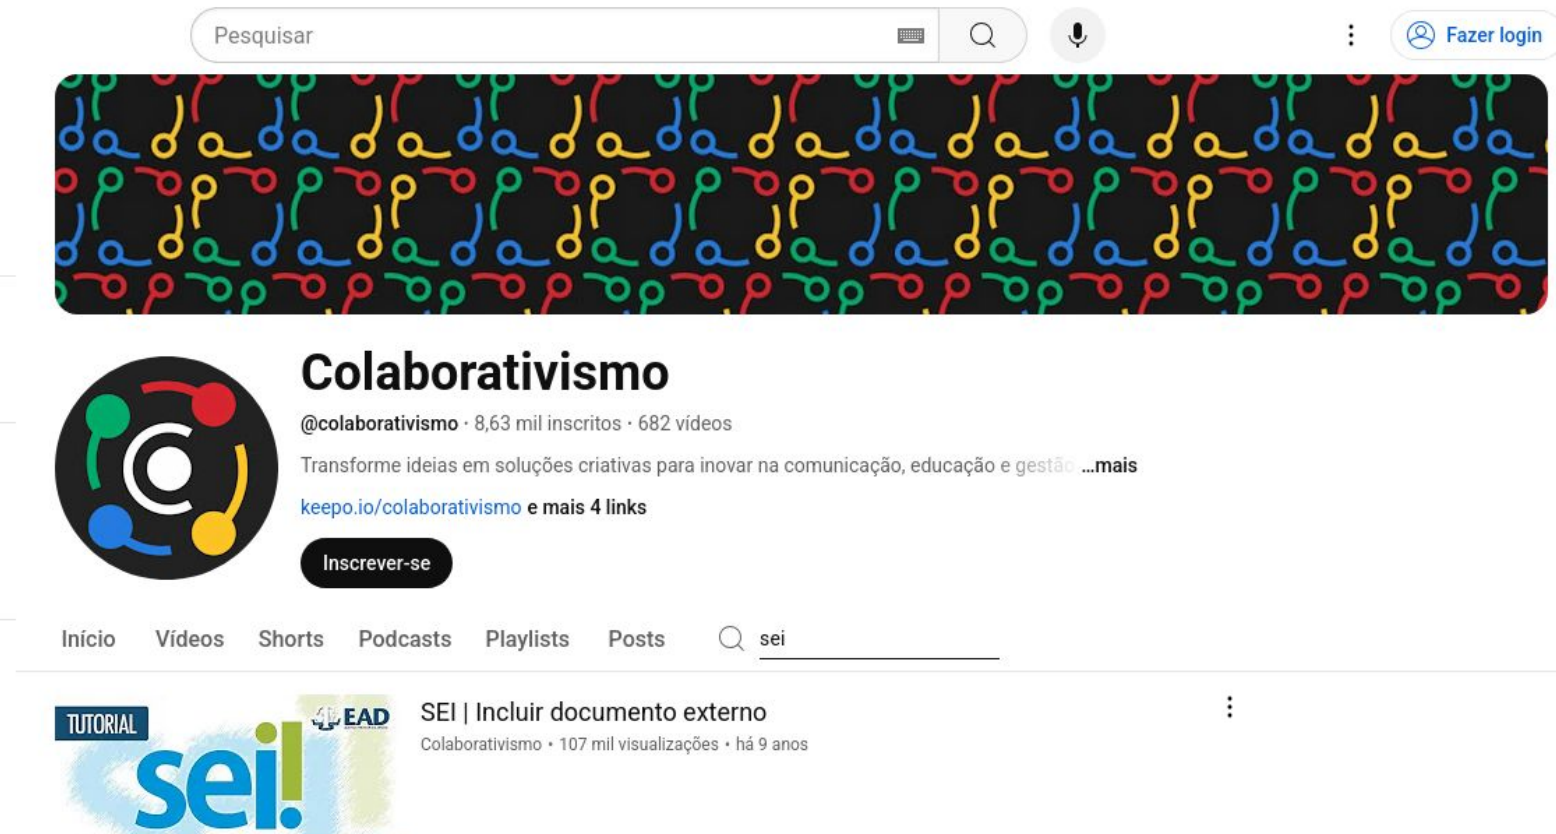 Pesquisar
Fazer login
Colaborativismo
@colaborativismo · 8,63 mil inscritos · 682 vídeos
Transforme ideias em soluções criativas para inovar na comunicação, educação e gestão ...mais
keepo.io/colaborativismo e mais 4 links
Inscrever-se
Início Vídeos Shorts Podcasts Playlists Posts sei
TUTORIAL
EAD
sei!
SEI | Incluir documento externo
Colaborativismo • 107 mil visualizações • há 9 anos